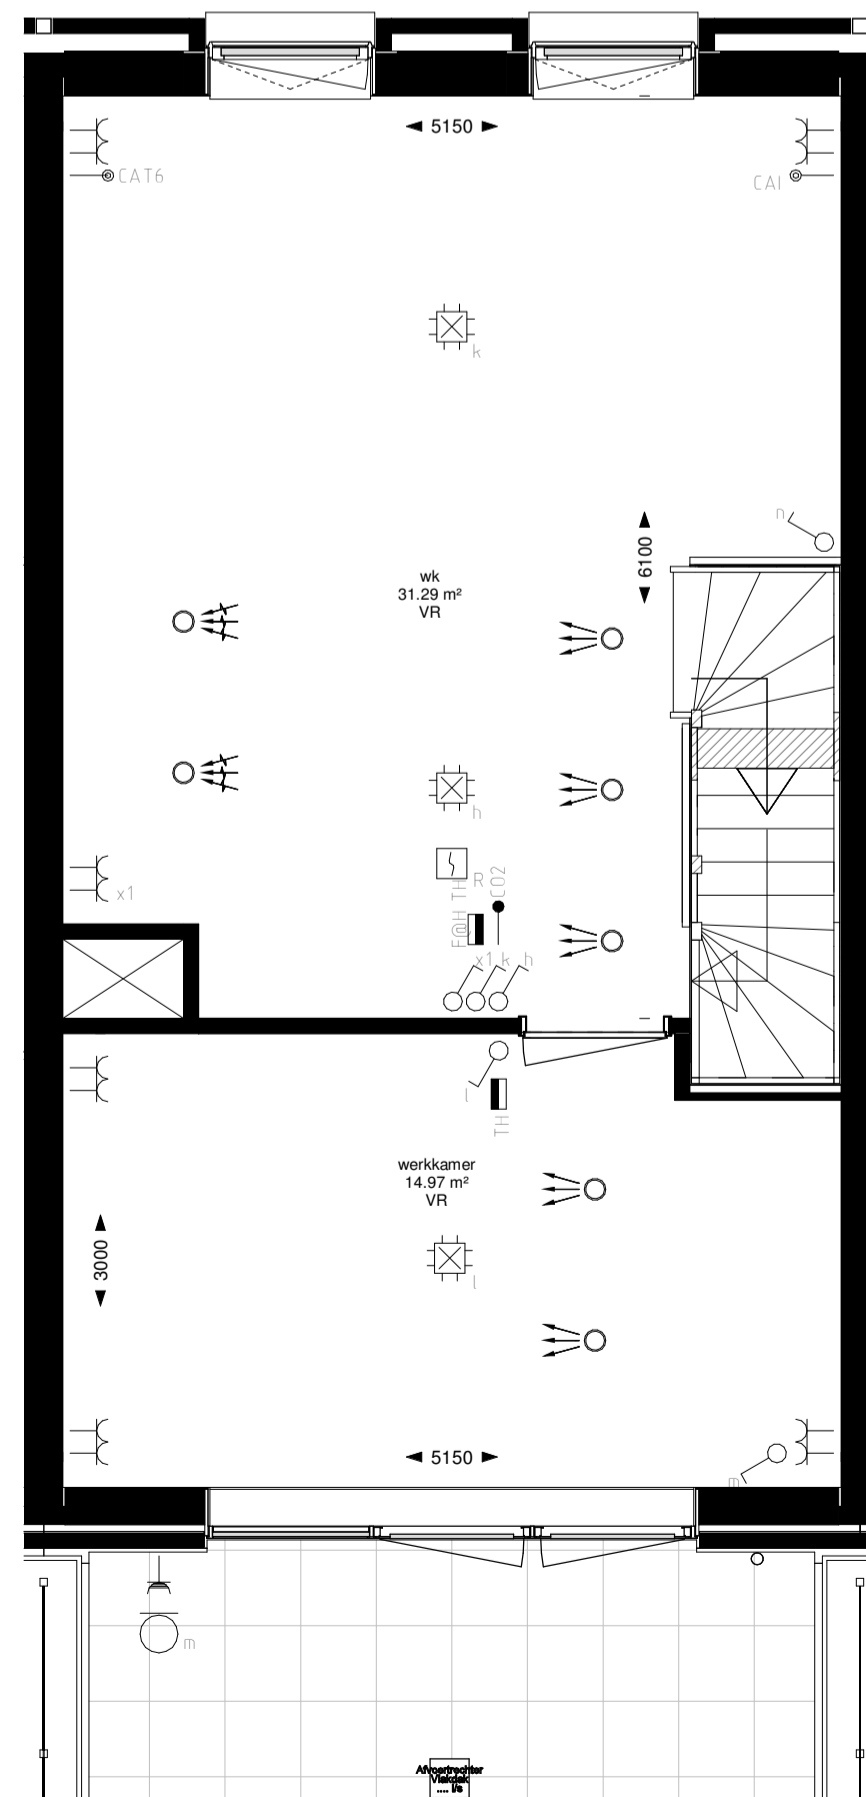 5150
CAT6
CAI
k
n
6100
wk
31.29 m²
VR
h
x1
F@H TH
R
CO2
x1 k h
l
TH
werkkamer
14.97 m²
VR
3000
l
5150
m
m
Afvoertrechter
Vlakdak
.... l/s